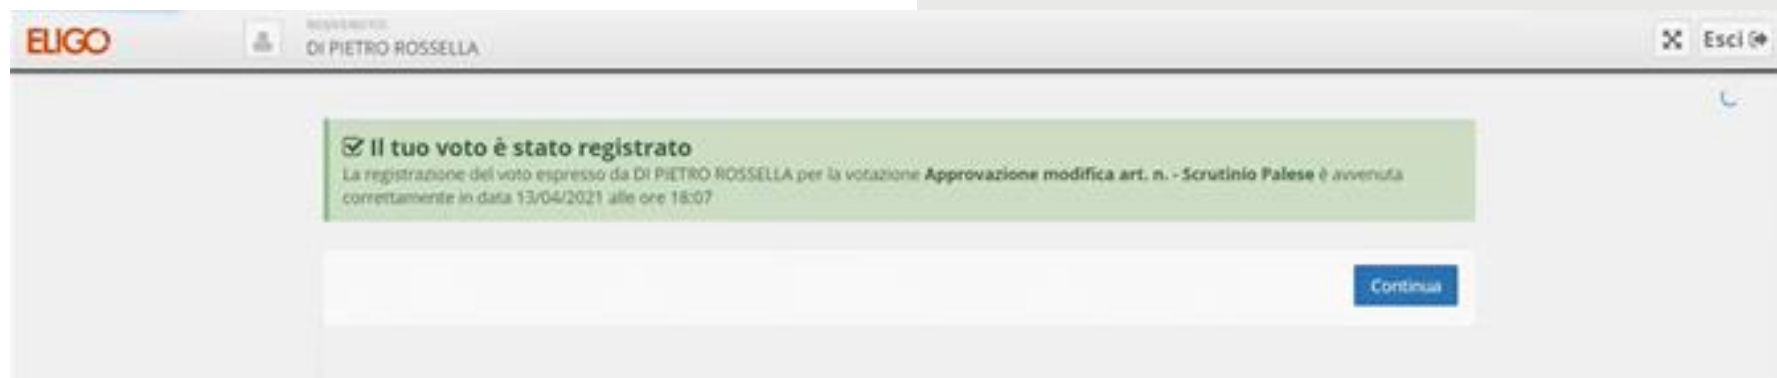 ELIGO
BENVENUTO
DI PIETRO ROSSELLA
Esci
Il tuo voto è stato registrato
La registrazione del voto espresso da DI PIETRO ROSSELLA per la votazione Approvazione modifica art. n. - Scrutinio Palese è avvenuta
correttamente in data 13/04/2021 alle ore 18:07
Continua